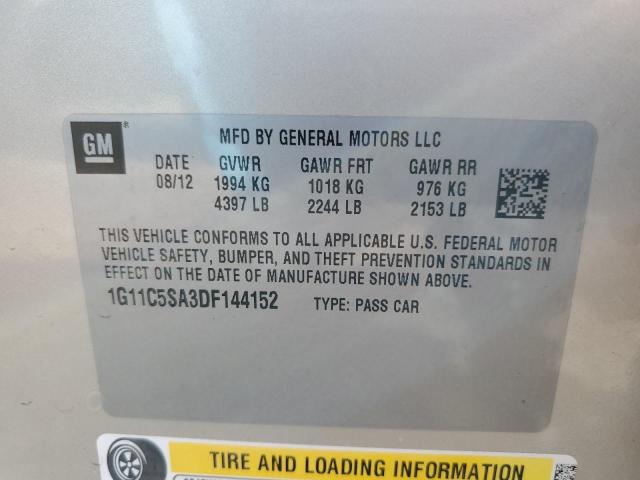 GM
MFD BY GENERAL MOTORS LLC
DATE GVWR GAWR FRT GAWR RR
08/12 1994 KG 1018 KG 976 KG
4397 LB 2244 LB 2153 LB
THIS VEHICLE CONFORMS TO ALL APPLICABLE U.S. FEDERAL MOTOR
VEHICLE SAFETY, BUMPER, AND THEFT PREVENTION STANDARDS IN
EFFECT ON THE DATE OF MANUFACTURE SHOWN ABOVE.
1G11C5SA3DF144152 TYPE: PASS CAR
TIRE AND LOADING INFORMATION